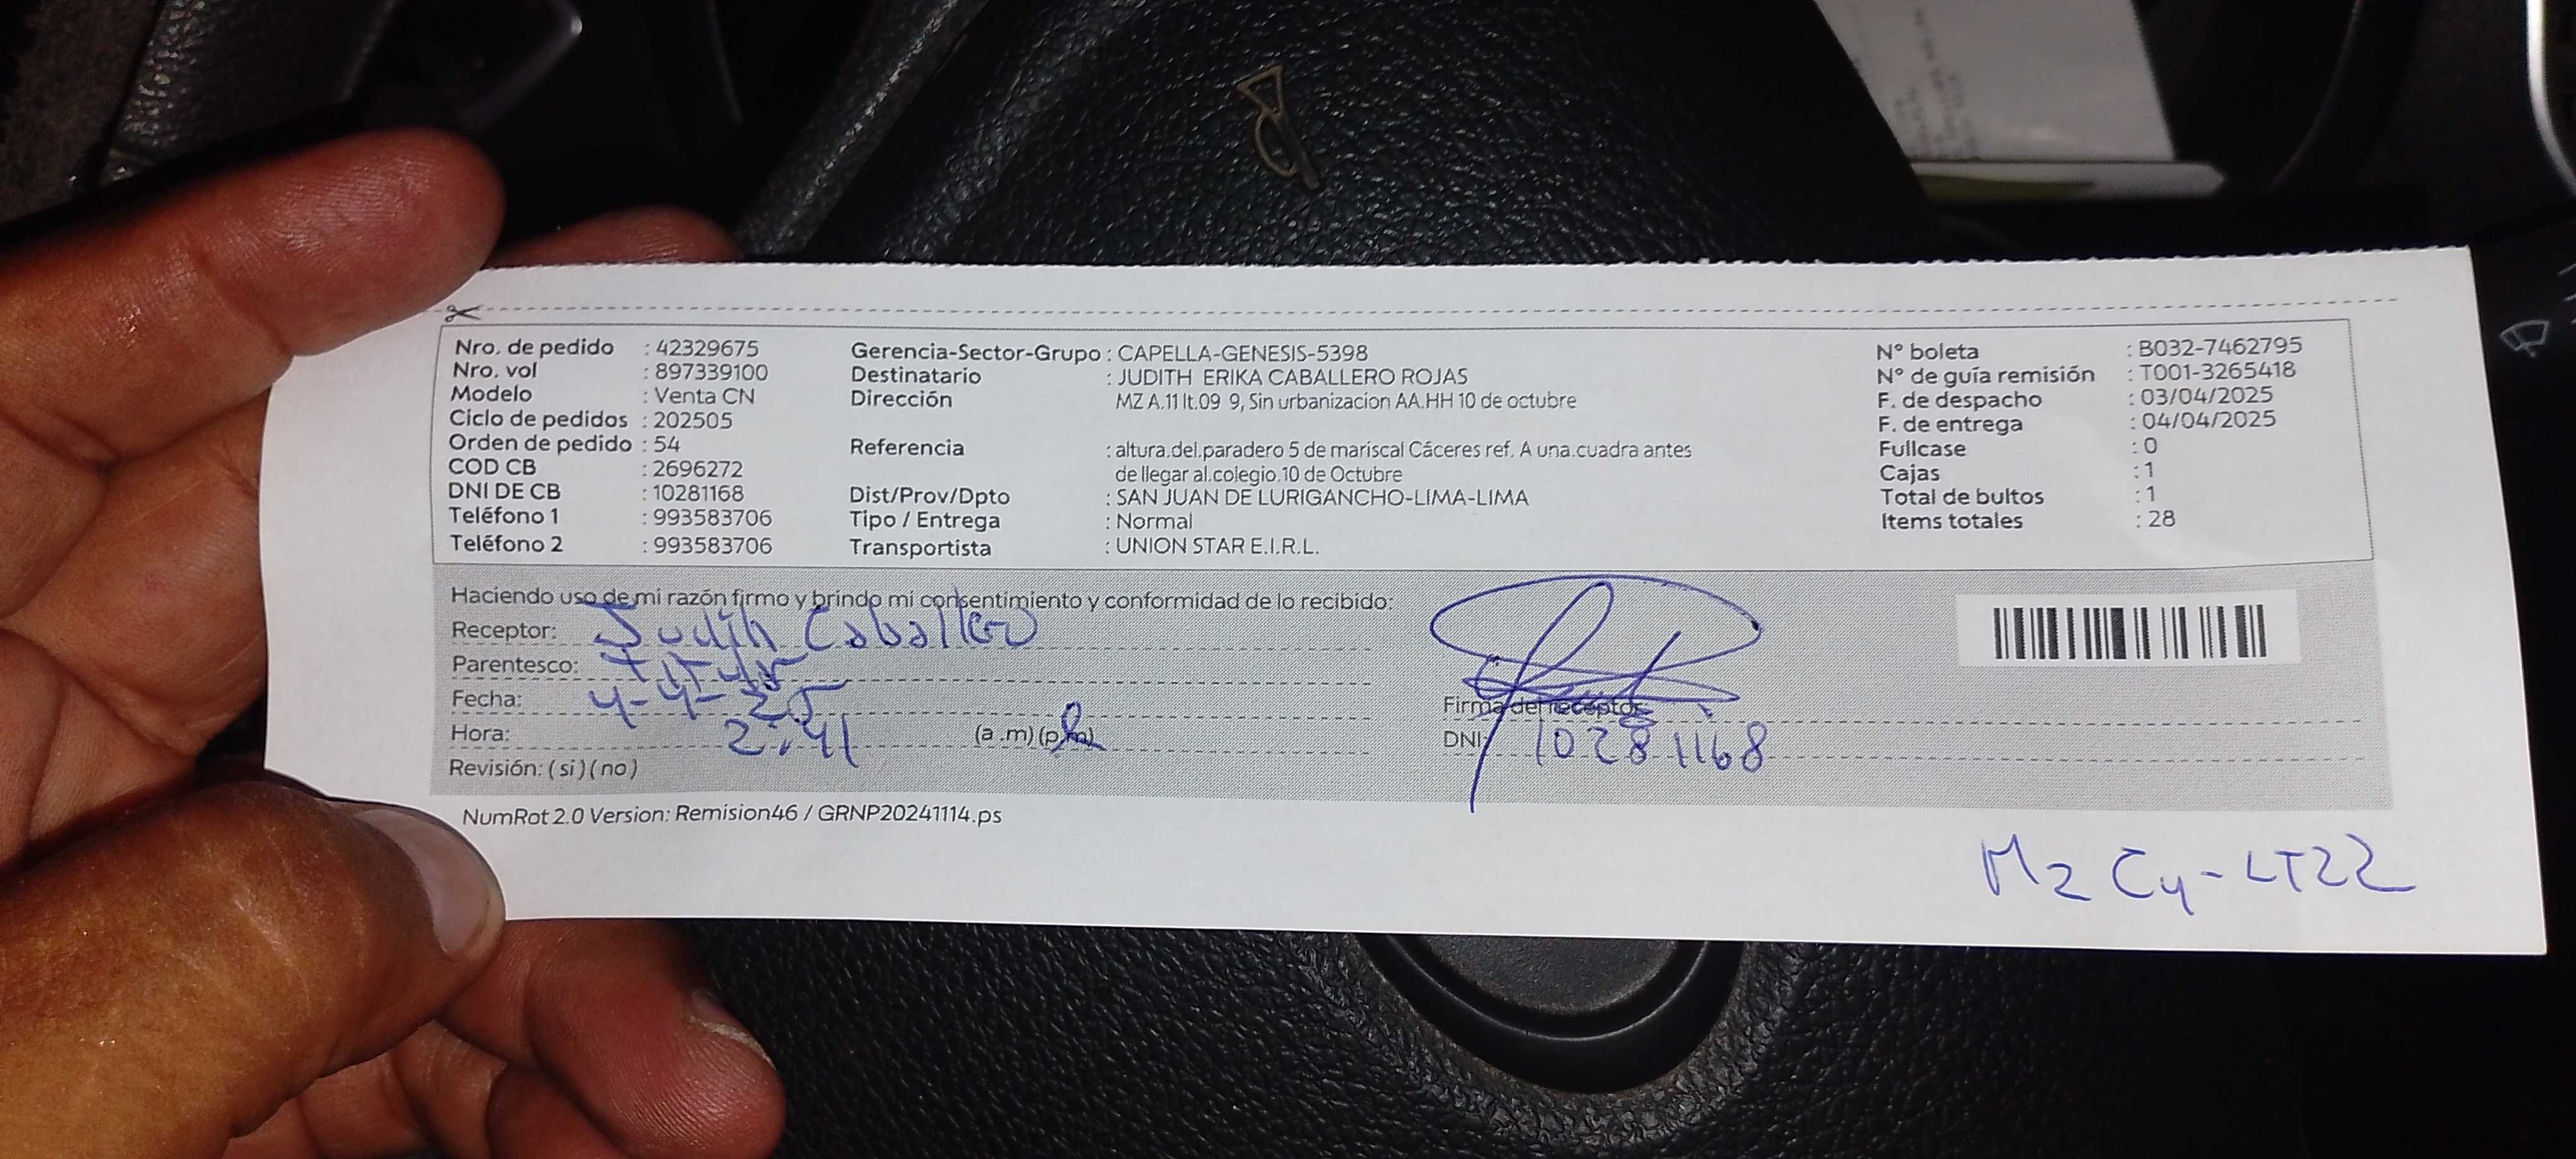 Nro. de pedido : 42329675
Nro. vol : 897339100
Modelo : Venta CN
Ciclo de pedidos : 202505
Orden de pedido : 54
COD CB : 2696272
DNI DE CB : 10281168
Teléfono 1 : 993583706
Teléfono 2 : 993583706
Gerencia-Sector-Grupo : CAPELLA-GENESIS-5398
Destinatario : JUDITH ERIKA CABALLERO ROJAS
Dirección MZ A.11 lt.09 9, Sin urbanizacion AA.HH 10 de octubre
Referencia : altura.del.paradero 5 de mariscal Cáceres ref. A una.cuadra antes
de llegar al.colegio.10 de Octubre
Dist/Prov/Dpto : SAN JUAN DE LURIGANCHO-LIMA-LIMA
Tipo / Entrega : Normal
Transportista : UNION STAR E.I.R.L.
N° boleta : B032-7462795
N° de guía remisión : T001-3265418
F. de despacho : 03/04/2025
F. de entrega : 04/04/2025
Fullcase : 0
Cajas : 1
Total de bultos : 1
Items totales : 28
Haciendo uso de mi razón firmo y brindo mi consentimiento y conformidad de lo recibido:
Receptor: Judith Caballero
Parentesco:
Fecha: 4-4-25
Hora: 2:41 (a.m) (p.m)
Revisión: (si) (no)
Firma del receptor
DNI: 10281168
NumRot 2.0 Version: Remision46 / GRNP20241114.ps
Mz C4-LT22